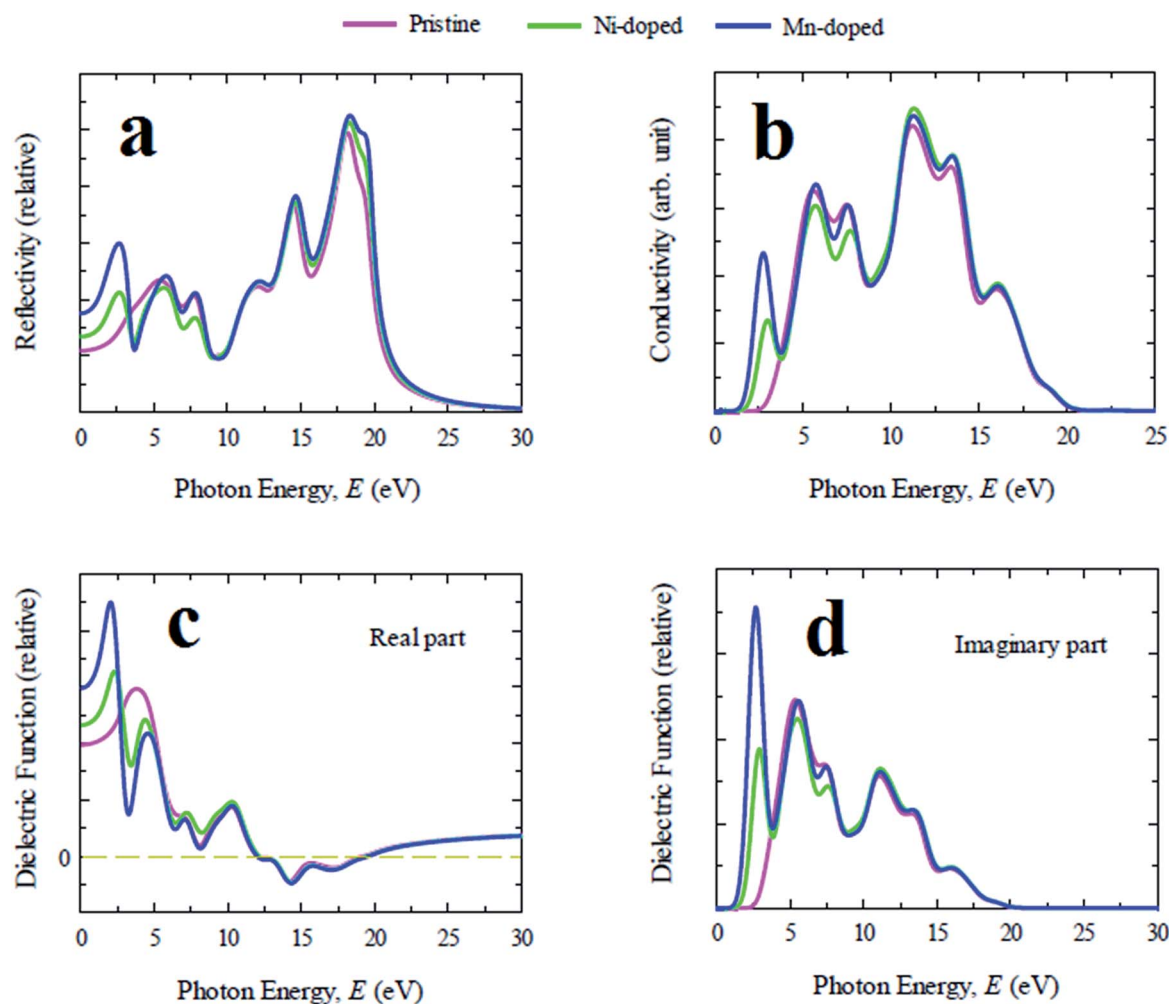 Pristine Ni-doped Mn-doped
a
Reflectivity (relative)
0 5 10 15 20 25 30
Photon Energy, E (eV)
b
Conductivity (arb. unit)
0 5 10 15 20 25
Photon Energy, E (eV)
c
Real part
Dielectric Function (relative)
0
0 5 10 15 20 25 30
Photon Energy, E (eV)
d
Imaginary part
Dielectric Function (relative)
0 5 10 15 20 25 30
Photon Energy, E (eV)